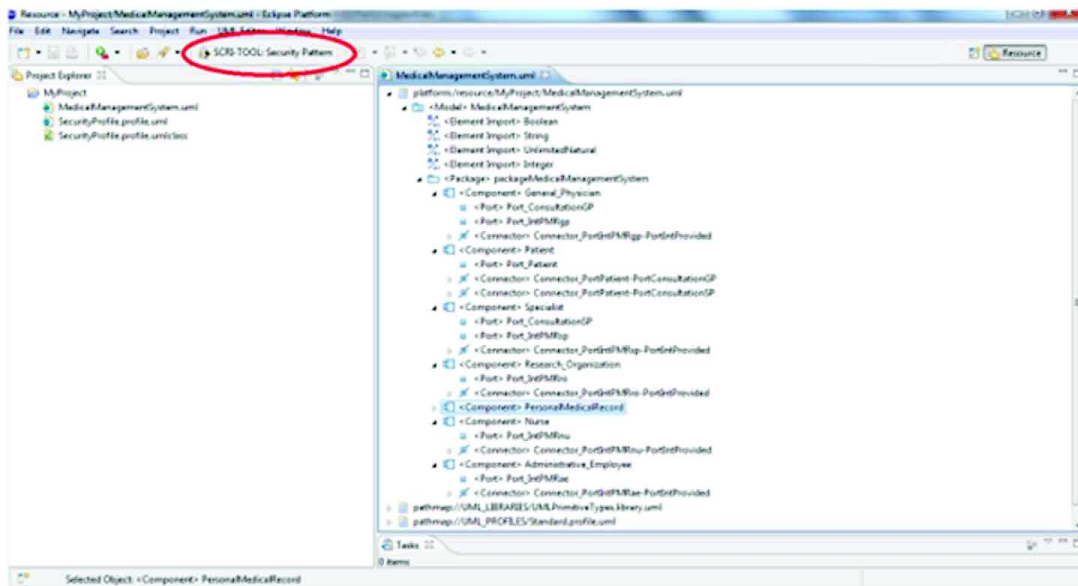 Resource - MyProject/MedicalManagementSystem.uml - Eclipse Platform
File Edit Navigate Search Project Run UML Editor Window Help
SCRI-TOOL: Security Pattern
Resource
Project Explorer
MyProject
MedicalManagementSystem.uml
SecurityProfile.profile.uml
SecurityProfile.profile.umlclass
MedicalManagementSystem.uml
platform:/resource/MyProject/MedicalManagementSystem.uml
<Model> MedicalManagementSystem
<Element Import> Boolean
<Element Import> String
<Element Import> UnlimitedNatural
<Element Import> Integer
<Package> packageMedicalManagementSystem
<Component> General_Physician
<Port> Port_ConsultationGP
<Port> Port_IntPMRgp
<Connector> Connector_PortIntPMRgp-PortIntProvided
<Component> Patient
<Port> Port_Patient
<Connector> Connector_PortPatient-PortConsultationGP
<Connector> Connector_PortPatient-PortConsultationSP
<Component> Specialist
<Port> Port_ConsultationSP
<Port> Port_IntPMRsp
<Connector> Connector_PortIntPMRsp-PortIntProvided
<Component> Research_Organization
<Port> Port_IntPMRro
<Connector> Connector_PortIntPMRro-PortIntProvided
<Component> PersonalMedicalRecord
<Component> Nurse
<Port> Port_IntPMRnu
<Connector> Connector_PortIntPMRnu-PortIntProvided
<Component> Administrative_Employee
<Port> Port_IntPMRae
<Connector> Connector_PortIntPMRae-PortIntProvided
pathmap://UML_LIBRARIES/UMLPrimitiveTypes.library.uml
pathmap://UML_PROFILES/Standard.profile.uml
Tasks
0 items
Selected Object: <Component> PersonalMedicalRecord